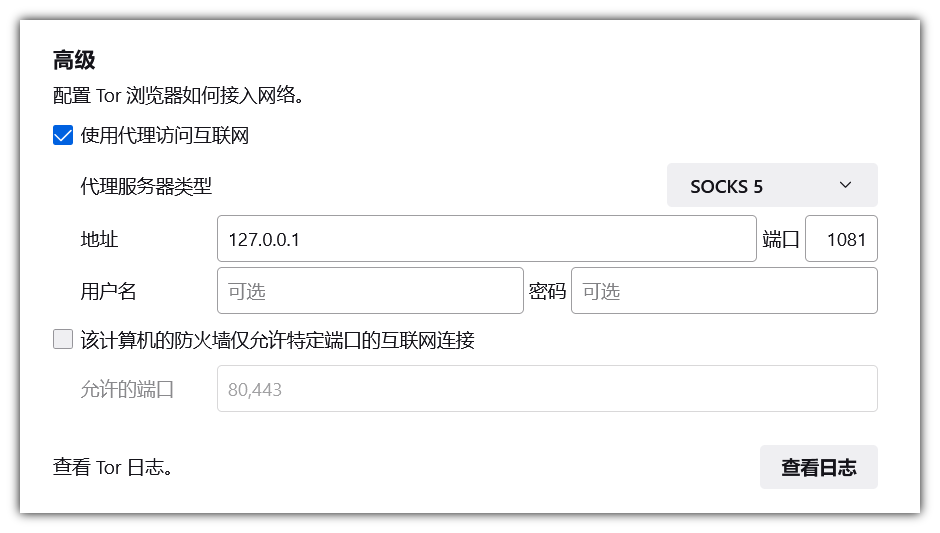 高级
配置 Tor 浏览器如何接入网络。
使用代理访问互联网
代理服务器类型 SOCKS 5
地址 127.0.0.1 端口 1081
用户名 可选 密码 可选
该计算机的防火墙仅允许特定端口的互联网连接
允许的端口 80,443
查看 Tor 日志。 查看日志